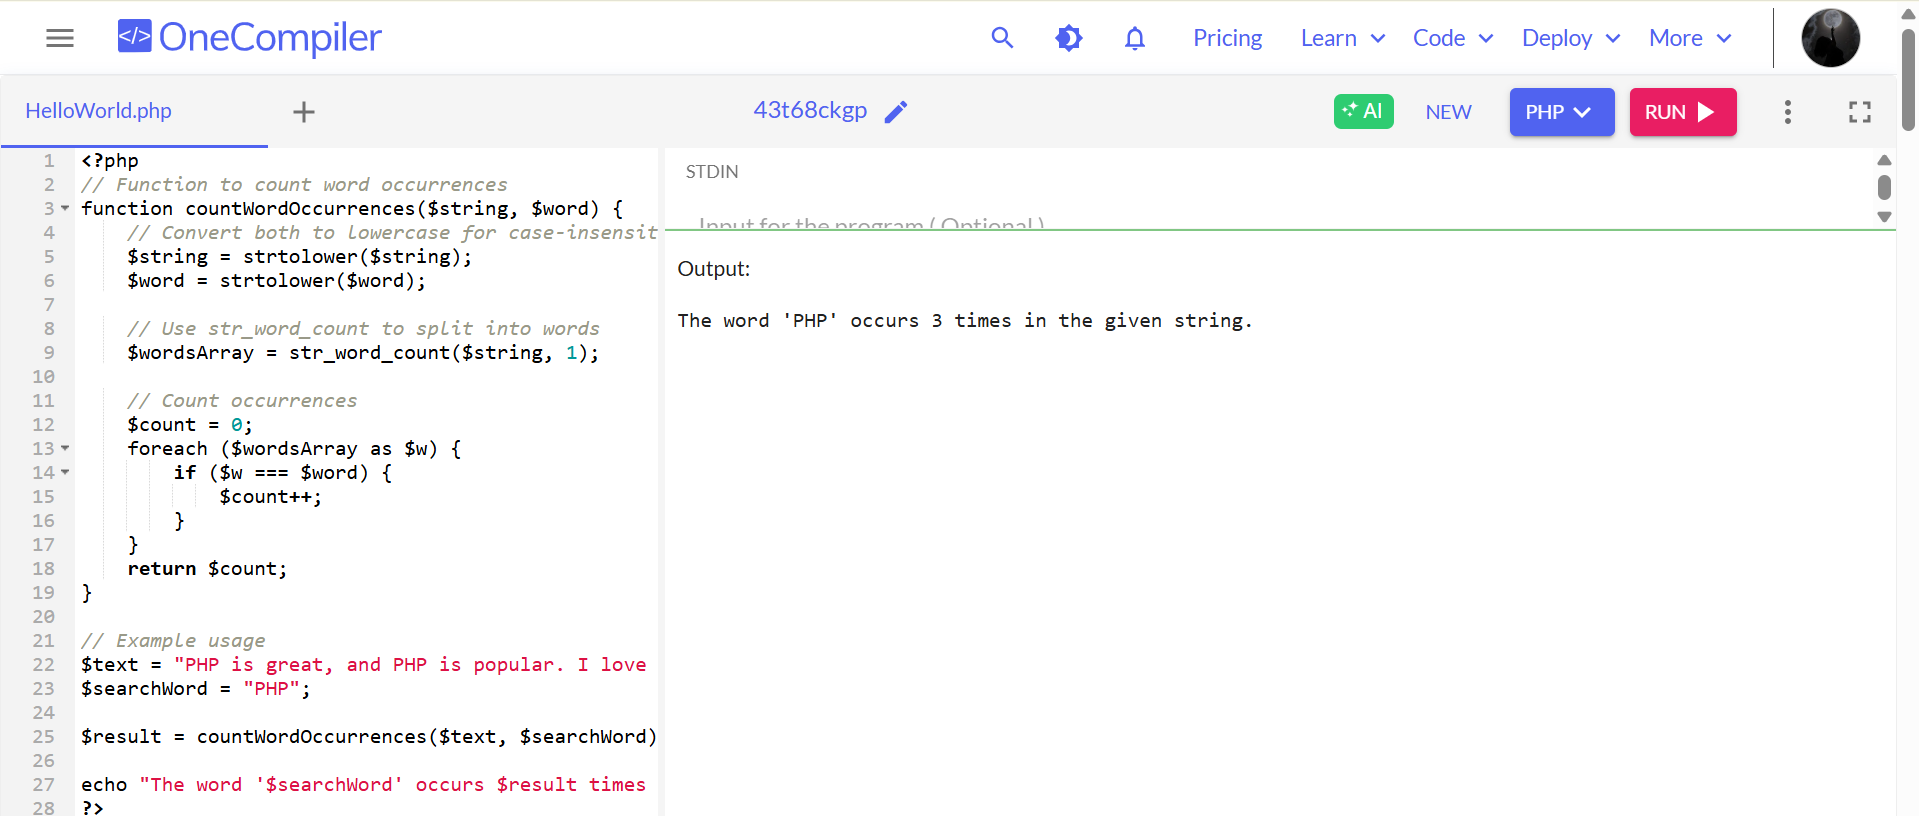 </> OneCompiler
Pricing Learn Code Deploy More
HelloWorld.php + 43t68ckgp AI NEW PHP RUN
1 <?php
2 // Function to count word occurrences
3 function countWordOccurrences($string, $word) {
4 // Convert both to lowercase for case-insensit
5 $string = strtolower($string);
6 $word = strtolower($word);
7
8 // Use str_word_count to split into words
9 $wordsArray = str_word_count($string, 1);
10
11 // Count occurrences
12 $count = 0;
13 foreach ($wordsArray as $w) {
14 if ($w === $word) {
15 $count++;
16 }
17 }
18 return $count;
19 }
20
21 // Example usage
22 $text = "PHP is great, and PHP is popular. I love
23 $searchWord = "PHP";
24
25 $result = countWordOccurrences($text, $searchWord)
26
27 echo "The word '$searchWord' occurs $result times
28 ?>
STDIN
Input for the program ( Optional )
Output:
The word 'PHP' occurs 3 times in the given string.